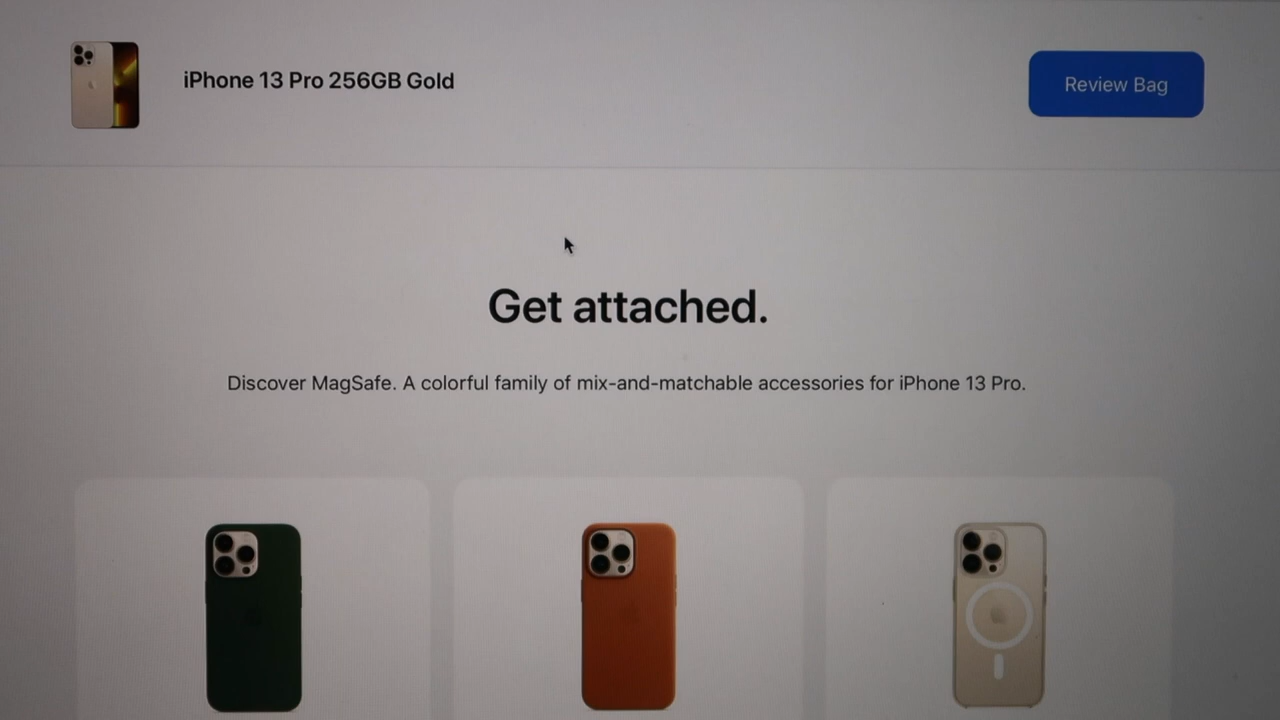 iPhone 13 Pro 256GB Gold
Review Bag
Get attached.
Discover MagSafe. A colorful family of mix-and-matchable accessories for iPhone 13 Pro.